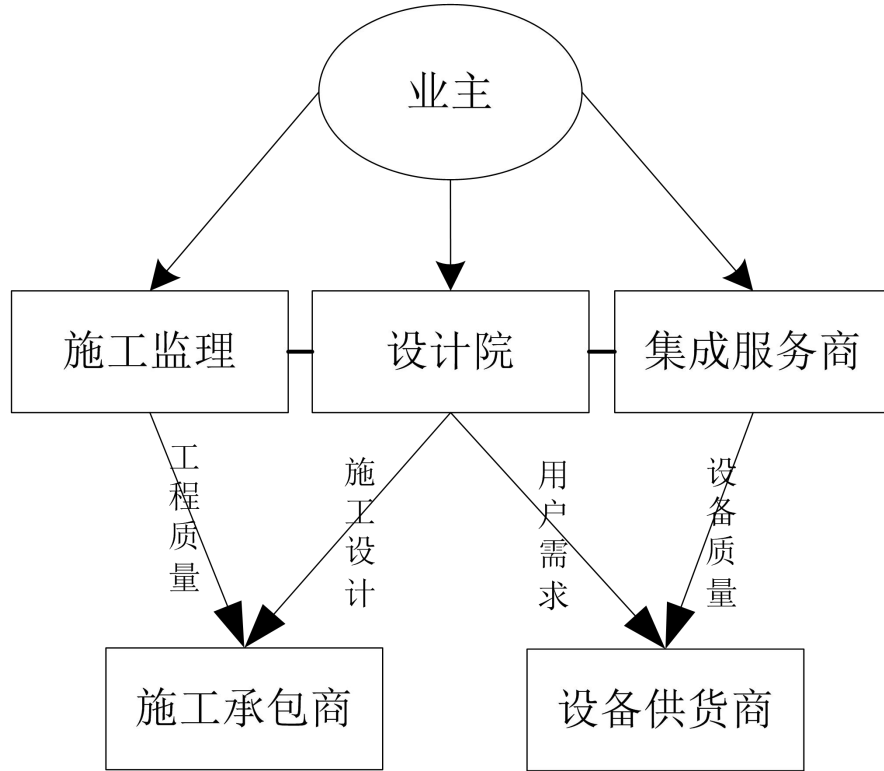 业主
施工监理
设计院
集成服务商
工程质量
施工设计
用户需求
设备质量
施工承包商
设备供货商